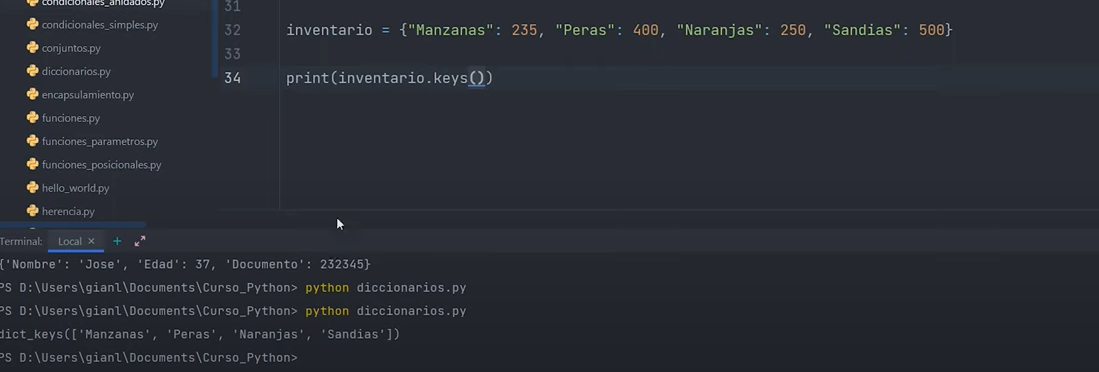 condicionales_anidados.py
condicionales_simples.py
conjuntos.py
diccionarios.py
encapsulamiento.py
funciones.py
funciones_parametros.py
funciones_posicionales.py
hello_world.py
herencia.py
31
32 inventario = {"Manzanas": 235, "Peras": 400, "Naranjas": 250, "Sandias": 500}
33
34 print(inventario.keys())
Terminal: Local × +
{'Nombre': 'Jose', 'Edad': 37, 'Documento': 232345}
PS D:\Users\gianl\Documents\Curso_Python> python diccionarios.py
PS D:\Users\gianl\Documents\Curso_Python> python diccionarios.py
dict_keys(['Manzanas', 'Peras', 'Naranjas', 'Sandias'])
PS D:\Users\gianl\Documents\Curso_Python>